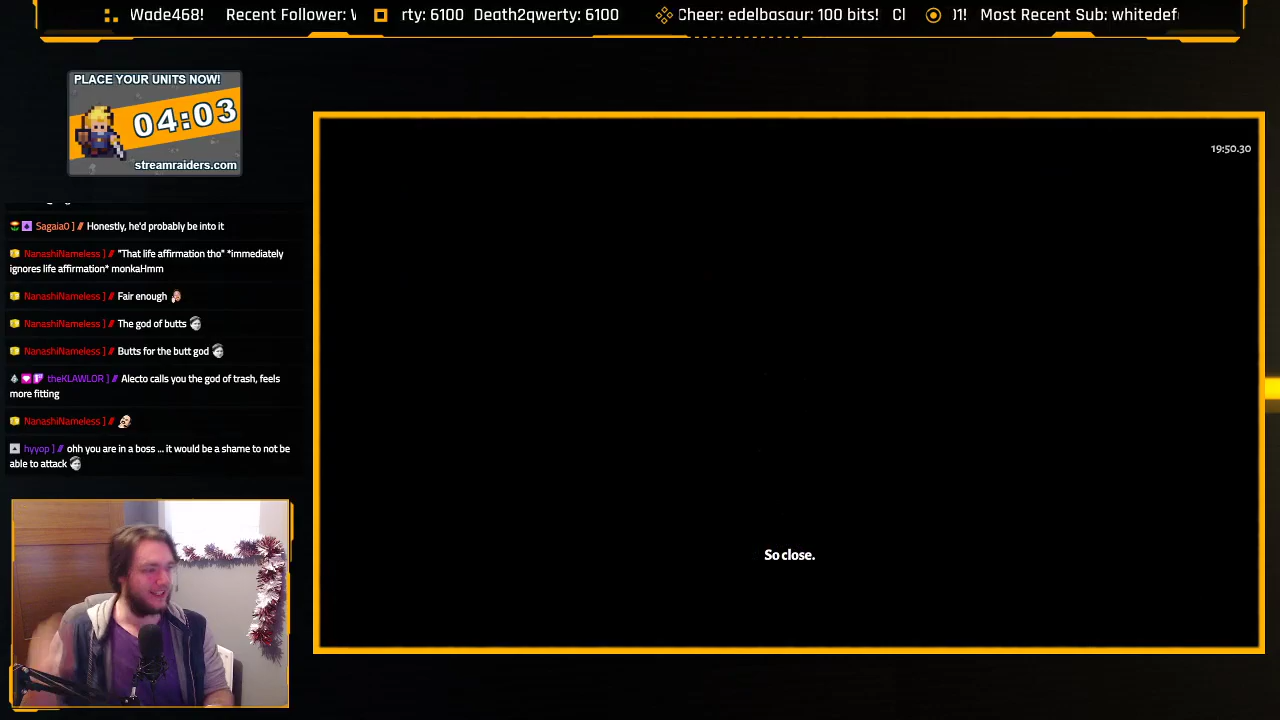 Wade468! Recent Follower: rty: 6100 Death2qwerty: 6100 Cheer: edelbasaur: 100 bits! Most Recent Sub:
PLACE YOUR UNITS NOW!
04:03
streamraiders.com
19:50.30
Sagaia0 ] // Honestly, he'd probably be into it
NanashiNameless ] // "That life affirmation tho" *immediately
ignores life affirmation* monkaHmm
NanashiNameless ] // Fair enough
NanashiNameless ] // The god of butts
NanashiNameless ] // Butts for the butt god
theKLAWLOR ] // Alecto calls you the god of trash, feels
more fitting
NanashiNameless ] //
hyyop ] // ohh you are in a boss ... it would be a shame to not be
able to attack
So close.